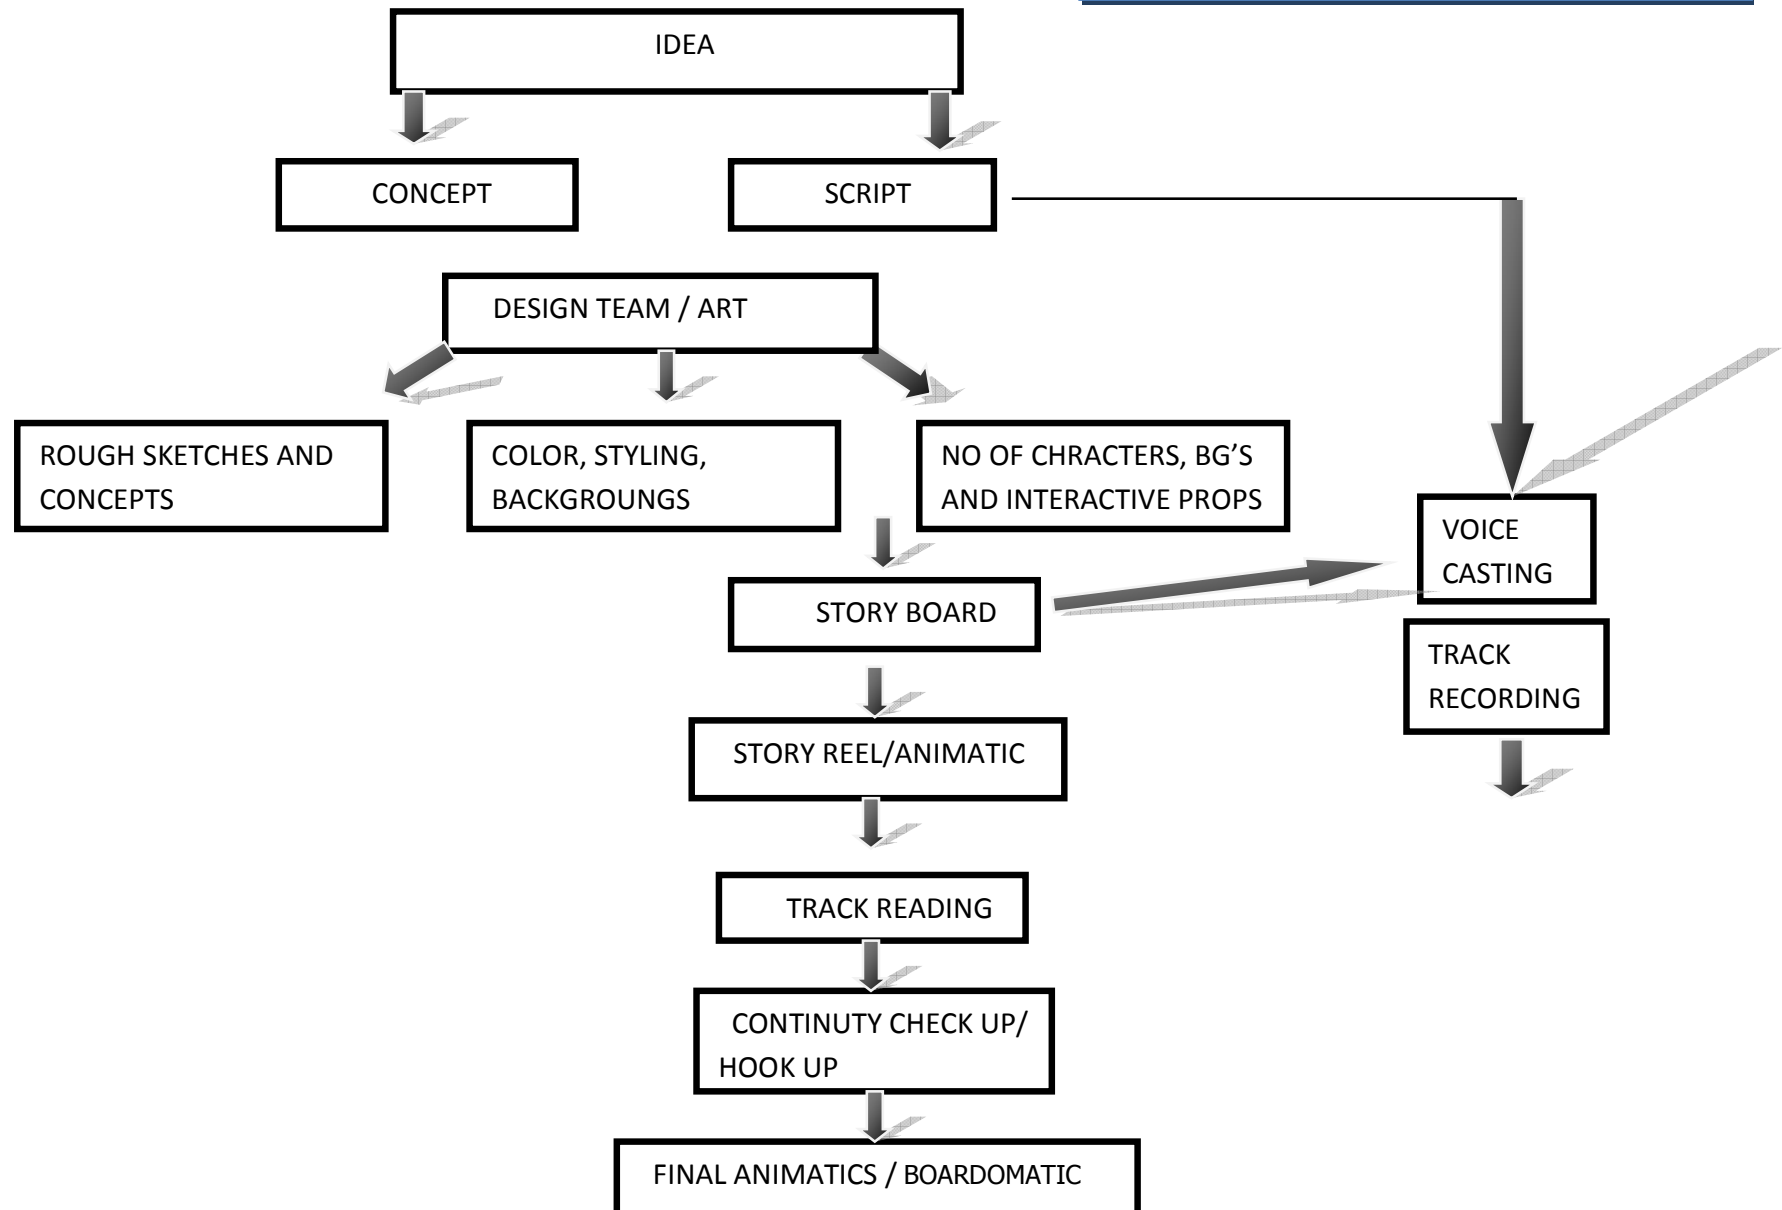 IDEA
CONCEPT
SCRIPT
DESIGN TEAM / ART
ROUGH SKETCHES AND
CONCEPTS
COLOR, STYLING,
BACKGROUNGS
NO OF CHRACTERS, BG’S
AND INTERACTIVE PROPS
VOICE
CASTING
STORY BOARD
TRACK
RECORDING
STORY REEL/ANIMATIC
TRACK READING
CONTINUTY CHECK UP/
HOOK UP
FINAL ANIMATICS / BOARDOMATIC